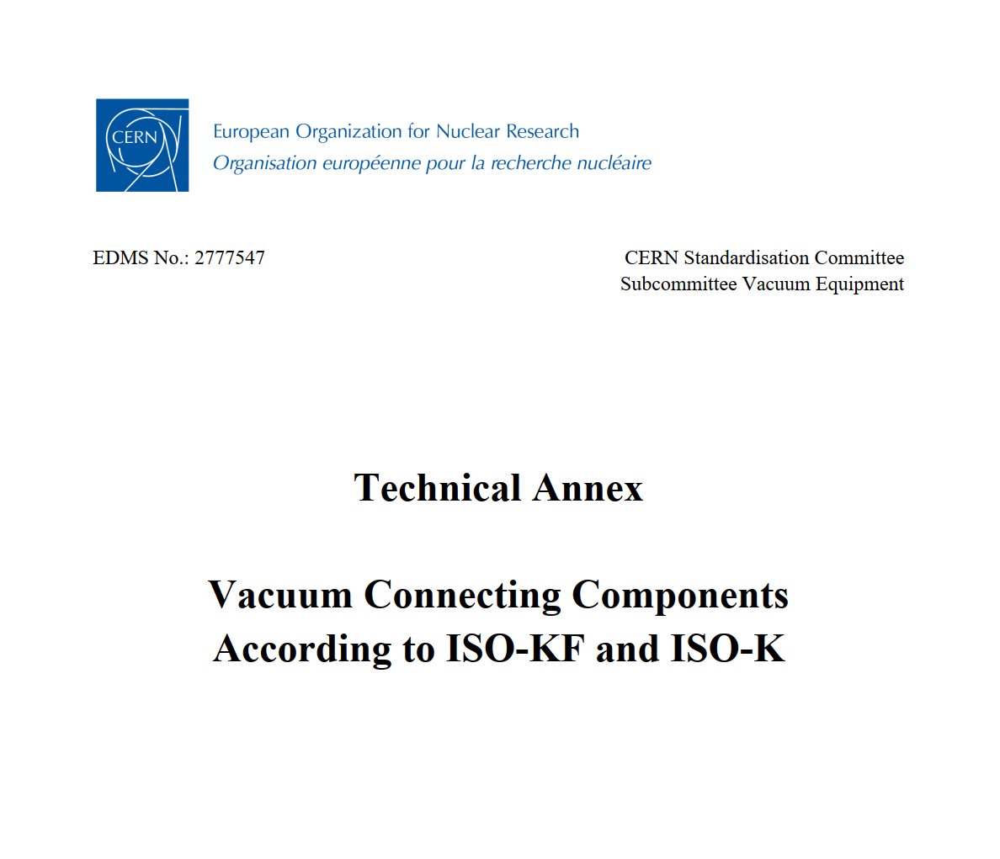 CERN
European Organization for Nuclear Research
Organisation européenne pour la recherche nucléaire
EDMS No.: 2777547
CERN Standardisation Committee
Subcommittee Vacuum Equipment
Technical Annex
Vacuum Connecting Components
According to ISO-KF and ISO-K